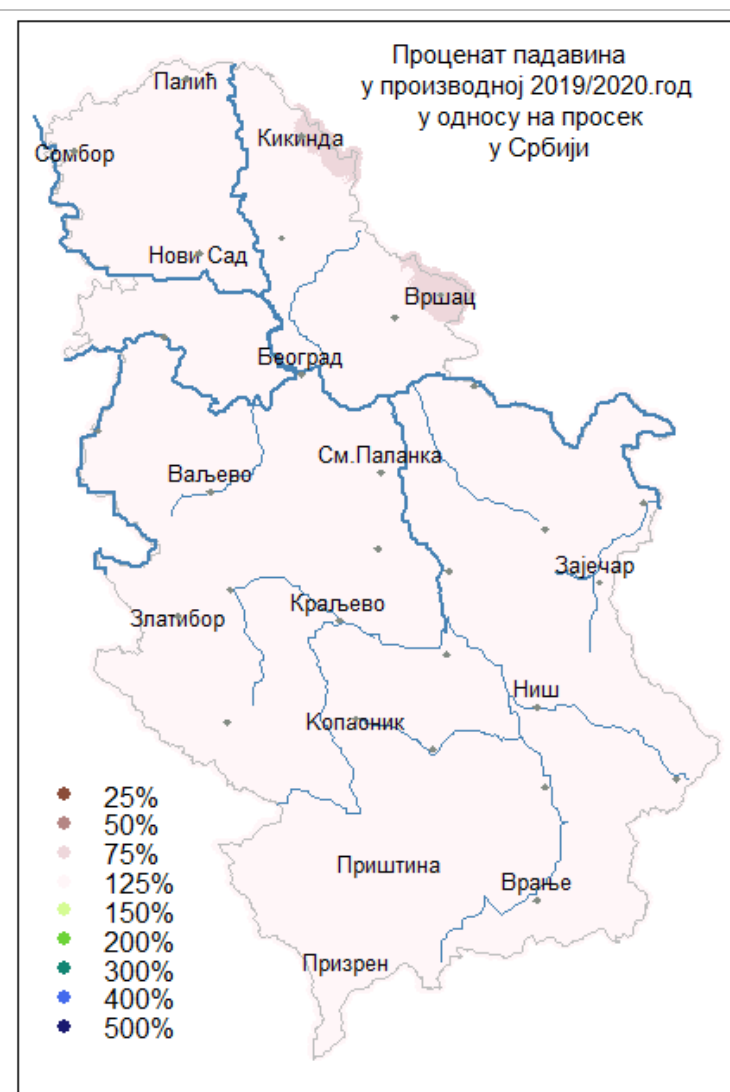 Проценат падавина
у производној 2019/2020.год
у односу на просек
у Србији
Палић
Кикинда
Сомбор
Нови Сад
Вршац
Београд
См.Паланка
Ваљево
Зајечар
Златибор
Краљево
Ниш
Копаоник
Приштина
Врање
Призрен
25%
50%
75%
125%
150%
200%
300%
400%
500%